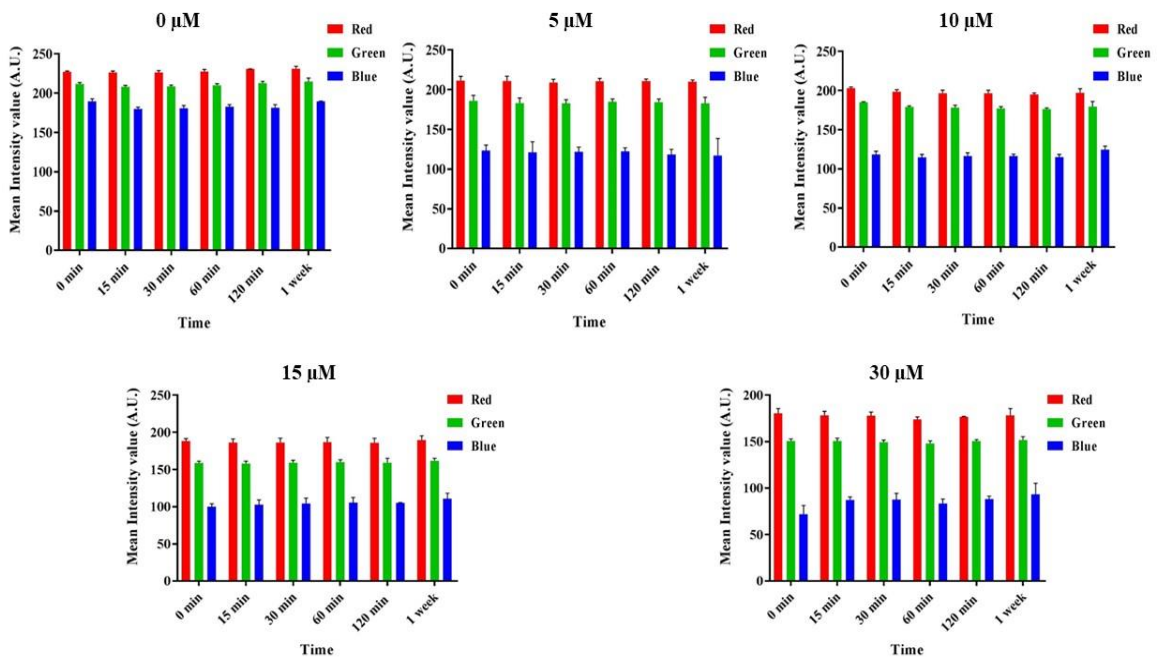 0 μM
Mean Intensity value (A.U.)
250
200
150
100
50
0
0 min
15 min
30 min
60 min
120 min
1 week
Time
Red
Green
Blue
5 μM
Mean Intensity value (A.U.)
250
200
150
100
50
0
0 min
15 min
30 min
60 min
120 min
1 week
Time
Red
Green
Blue
10 μM
Mean Intensity value (A.U.)
250
200
150
100
50
0
0 min
15 min
30 min
60 min
120 min
1 week
Time
Red
Green
Blue
15 μM
Mean Intensity value (A.U.)
250
200
150
100
50
0
0 min
15 min
30 min
60 min
120 min
1 week
Time
Red
Green
Blue
30 μM
Mean Intensity value (A.U.)
200
150
100
50
0
0 min
15 min
30 min
60 min
120 min
1 week
Time
Red
Green
Blue